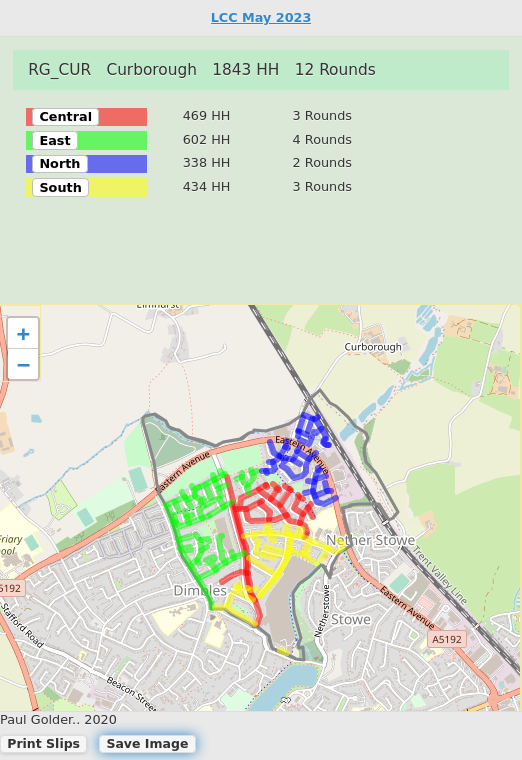 LCC May 2023
RG_CUR Curborough 1843 HH 12 Rounds
Central 469 HH 3 Rounds
East 602 HH 4 Rounds
North 338 HH 2 Rounds
South 434 HH 3 Rounds
Elmhurst
+
−
Curborough
Eastern Avenue
Eastern Avenue
Nether Stowe
Friary
Trent Valley Line
5192
Dimbles
Eastern Avenue
Netherstowe
Stowe
Stafford Road
A5192
Beacon Street
Paul Golder.. 2020
Print Slips Save Image